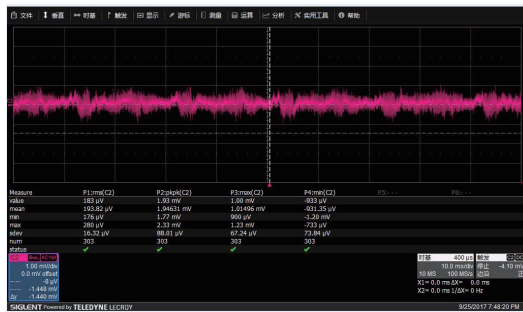 文件 垂直 时基 触发 显示 游标 测量 运算 分析 实用工具 帮助
Measure P1:rms(C2) P2:pkpk(C2) P3:max(C2) P4:min(C2) P5:--- P6:---
value 183 µV 1.93 mV 1.00 mV -933 µV
mean 193.82 µV 1.94631 mV 1.01496 mV -931.35 µV
min 176 µV 1.77 mV 900 µV -1.20 mV
max 280 µV 2.33 mV 1.23 mV -733 µV
sdev 16.32 µV 88.01 µV 67.24 µV 73.84 µV
num 303 303 303 303
status
BwL AC1M
1.00 mV/div
0.0 mV offset
-8 µV
-1.448 mV
Δy -1.440 mV
时基 400 µs 触发
10.0 ms/div 停止 -4.10 mV
10 MS 100 MS/s 边沿
X1= 0.0 ms ΔX= 0.0 ms
X2= 0.0 ms 1/ΔX= 0 Hz
SIGLENT Powered by TELEDYNE LECROY 9/25/2017 7:48:20 PM